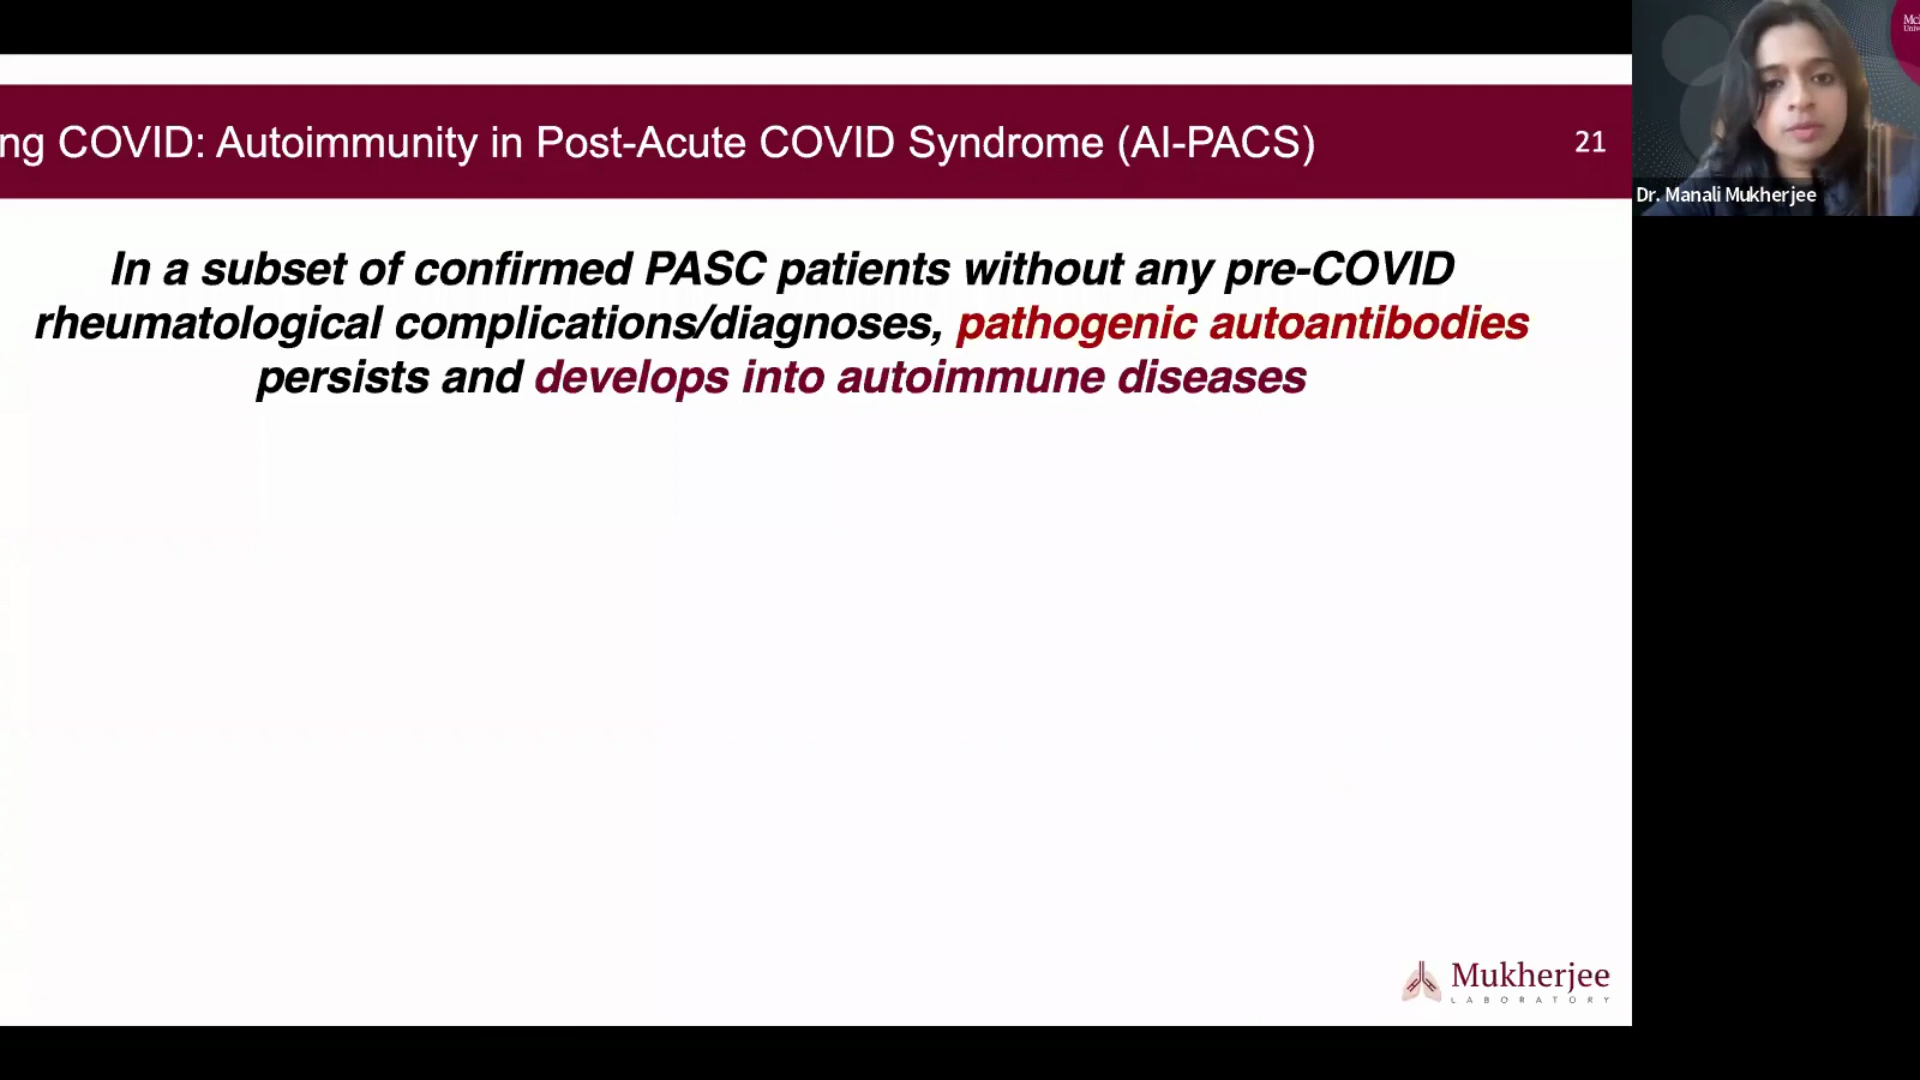 ng COVID: Autoimmunity in Post-Acute COVID Syndrome (AI-PACS)
21
Dr. Manali Mukherjee
In a subset of confirmed PASC patients without any pre-COVID
rheumatological complications/diagnoses, pathogenic autoantibodies
persists and develops into autoimmune diseases
Mukherjee
LABORATORY